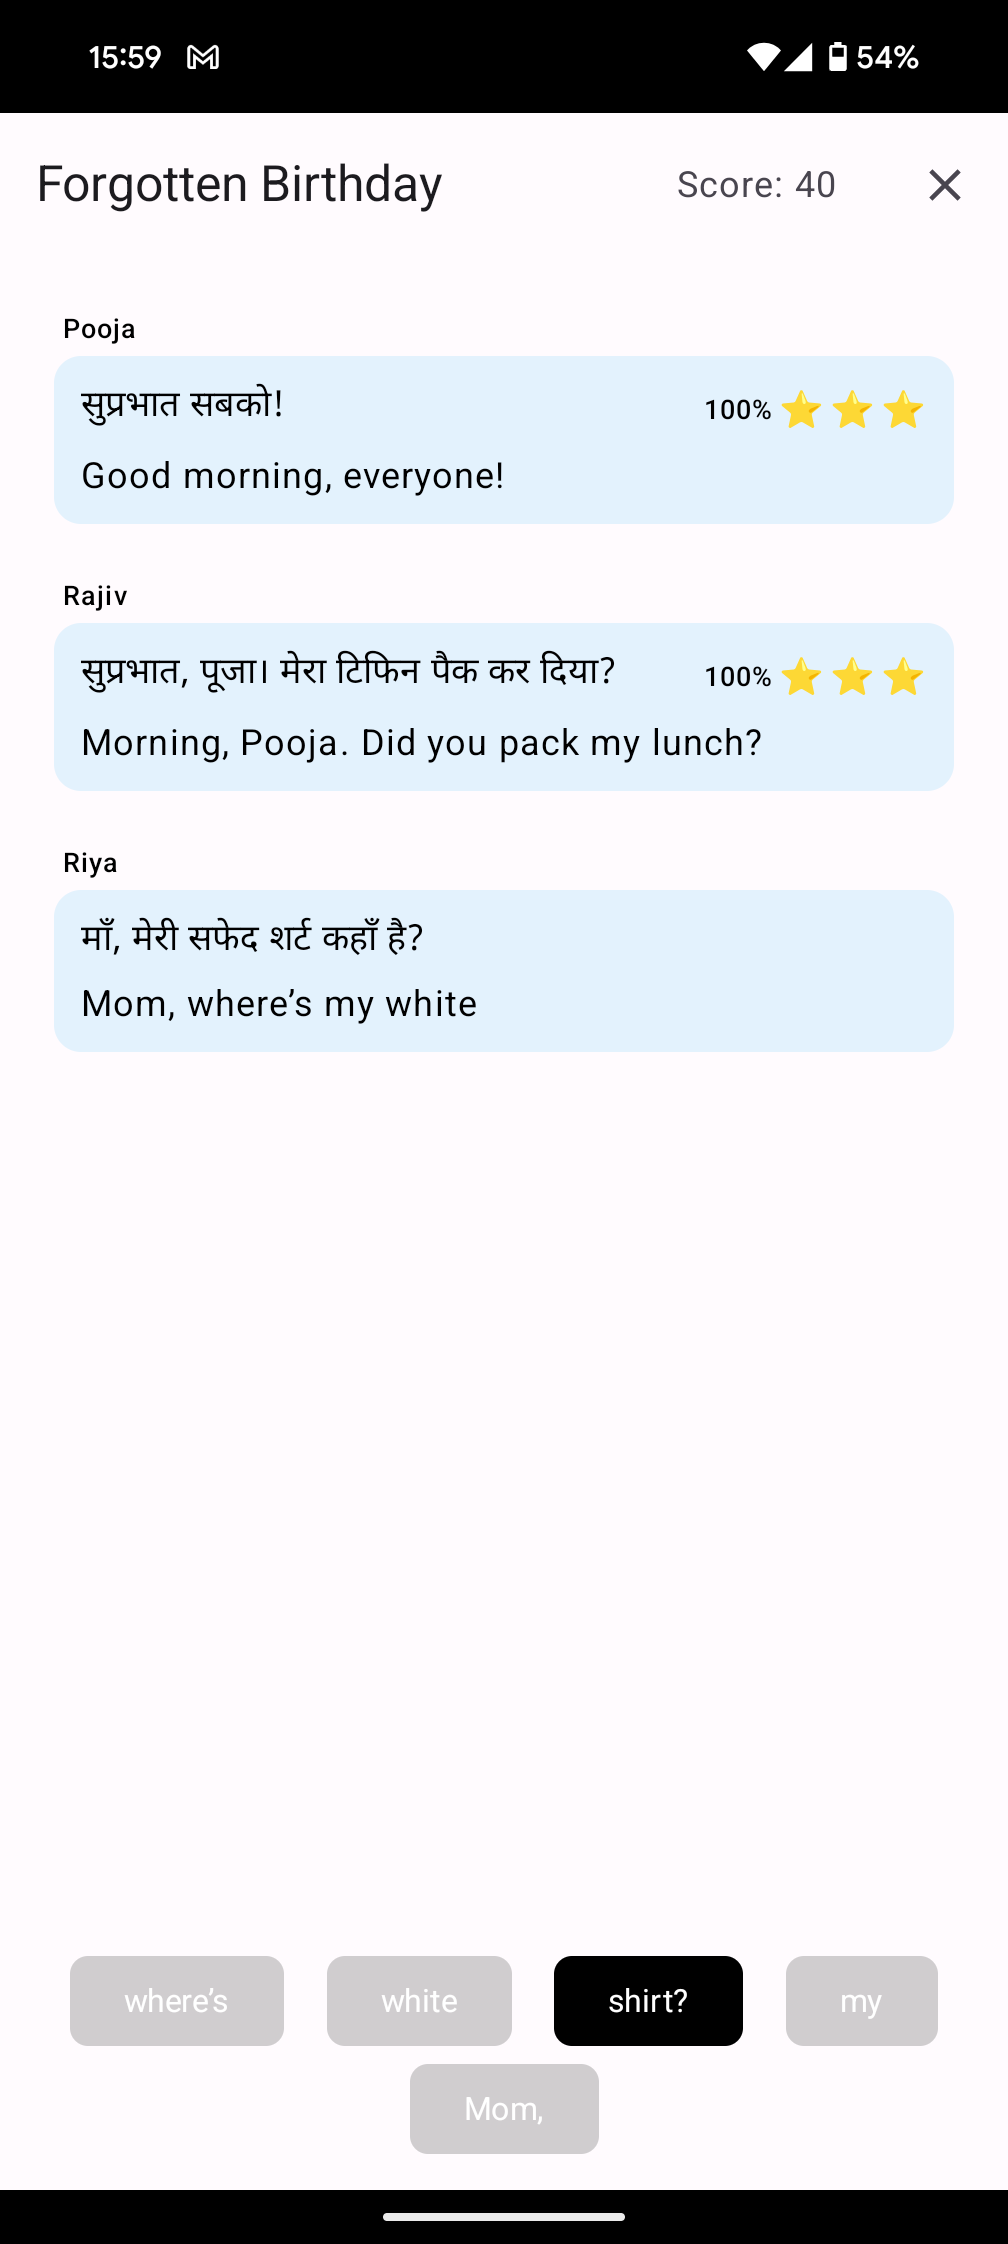 15:59 54%
Forgotten Birthday Score: 40
Pooja
सुप्रभात सबको! 100%
Good morning, everyone!
Rajiv
सुप्रभात, पूजा। मेरा टिफिन पैक कर दिया? 100%
Morning, Pooja. Did you pack my lunch?
Riya
माँ, मेरी सफेद शर्ट कहाँ है?
Mom, where’s my white
where’s white shirt? my
Mom,